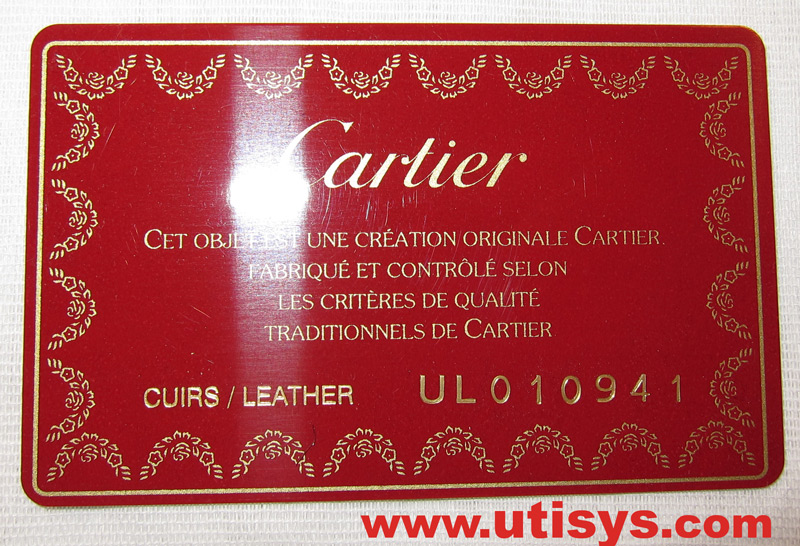 Cartier
CET OBJET EST UNE CRÉATION ORIGINALE CARTIER.
FABRIQUÉ ET CONTRÔLÉ SELON
LES CRITÈRES DE QUALITÉ
TRADITIONNELS DE CARTIER
CUIRS / LEATHER UL010941
www.utisys.com